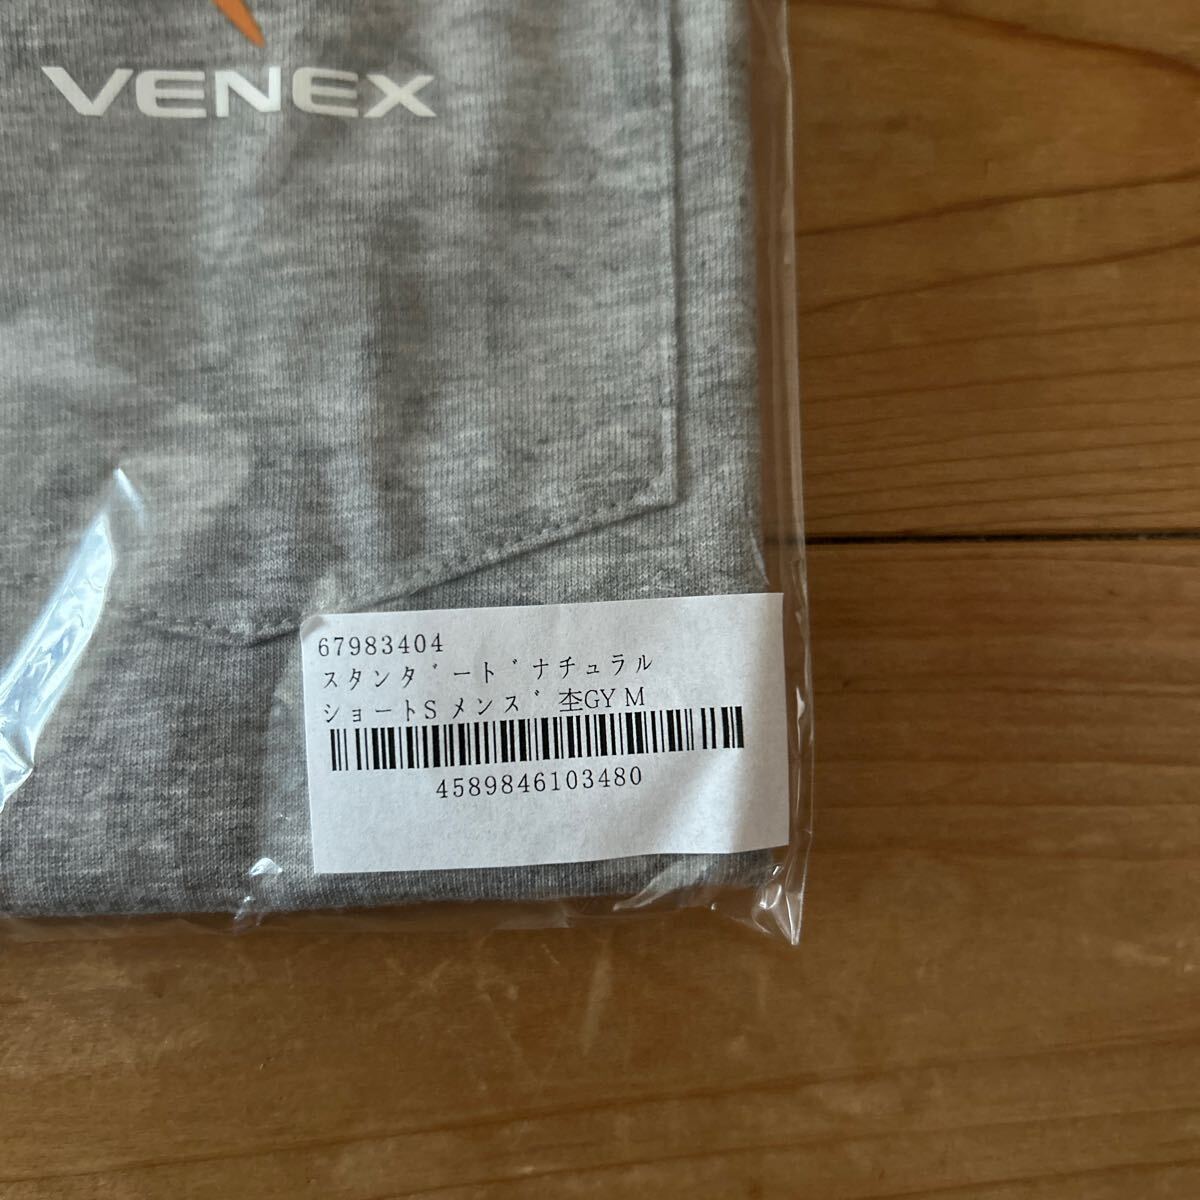 VENEX
67983404
スタンダードナチュラル
ショートS メンズ 杢GY M
4589846103480